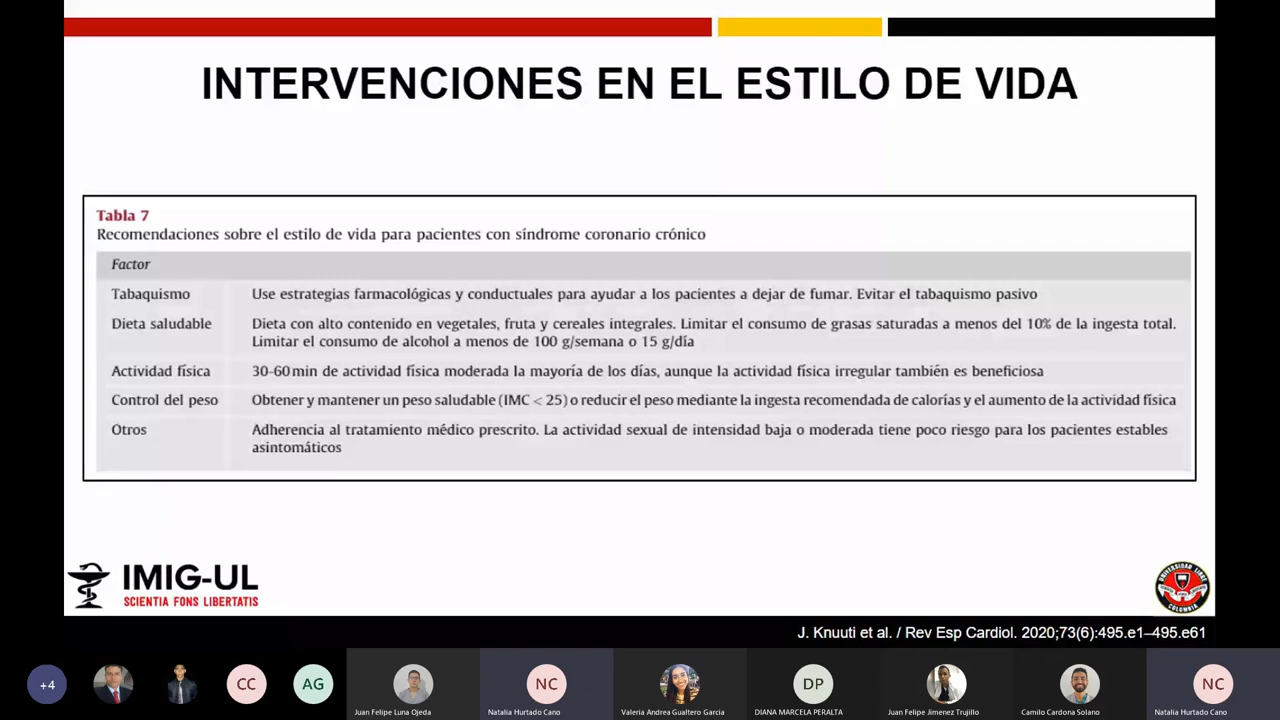 INTERVENCIONES EN EL ESTILO DE VIDA
Tabla 7
Recomendaciones sobre el estilo de vida para pacientes con síndrome coronario crónico
Factor
Tabaquismo Use estrategias farmacológicas y conductuales para ayudar a los pacientes a dejar de fumar. Evitar el tabaquismo pasivo
Dieta saludable Dieta con alto contenido en vegetales, fruta y cereales integrales. Limitar el consumo de grasas saturadas a menos del 10% de la ingesta total.
Limitar el consumo de alcohol a menos de 100 g/semana o 15 g/día
Actividad física 30-60 min de actividad física moderada la mayoría de los días, aunque la actividad física irregular también es beneficiosa
Control del peso Obtener y mantener un peso saludable (IMC < 25) o reducir el peso mediante la ingesta recomendada de calorías y el aumento de la actividad física
Otros Adherencia al tratamiento médico prescrito. La actividad sexual de intensidad baja o moderada tiene poco riesgo para los pacientes estables
asintomáticos
IMIG-UL
SCIENTIA FONS LIBERTATIS
UNIVERSIDAD LIBRE
COLOMBIA
J. Knuuti et al. / Rev Esp Cardiol. 2020;73(6):495.e1–495.e61
+4 CC AG NC DP NC
Juan Felipe Luna Ojeda Natalia Hurtado Cano Valeria Andrea Gualtero Garcia DIANA MARCELA PERALTA Juan Felipe Jimenez Trujillo Camilo Cardona Solano Natalia Hurtado Cano